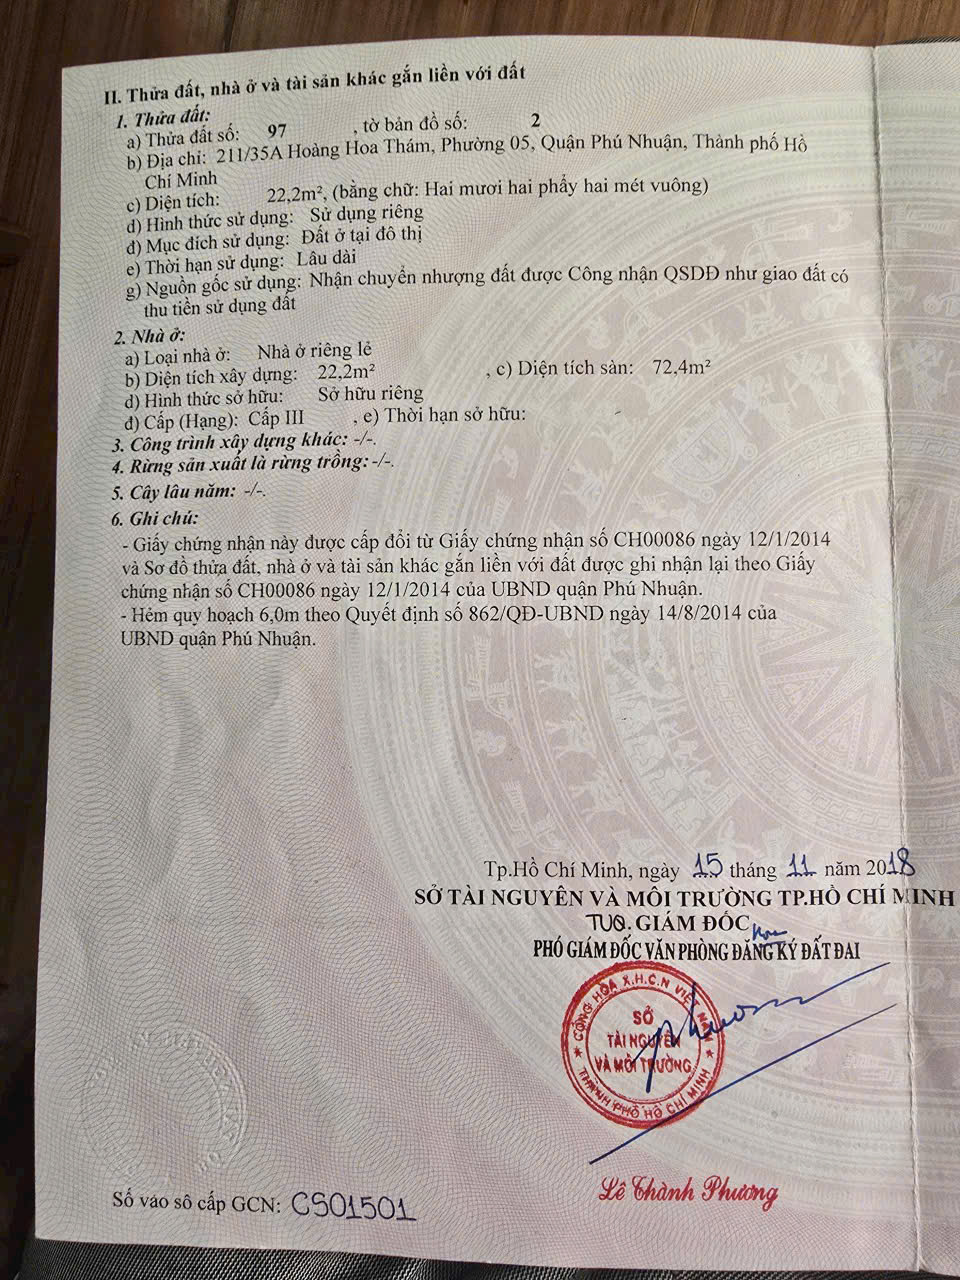 II. Thửa đất, nhà ở và tài sản khác gắn liền với đất
1. Thửa đất:
a) Thửa đất số: 97 , tờ bản đồ số: 2
b) Địa chỉ: 211/35A Hoàng Hoa Thám, Phường 05, Quận Phú Nhuận, Thành phố Hồ
Chí Minh
c) Diện tích: 22,2m², (bằng chữ: Hai mươi hai phẩy hai mét vuông)
d) Hình thức sử dụng: Sử dụng riêng
đ) Mục đích sử dụng: Đất ở tại đô thị
e) Thời hạn sử dụng: Lâu dài
g) Nguồn gốc sử dụng: Nhận chuyển nhượng đất được Công nhận QSDĐ như giao đất có
thu tiền sử dụng đất
2. Nhà ở:
a) Loại nhà ở: Nhà ở riêng lẻ
b) Diện tích xây dựng: 22,2m² , c) Diện tích sàn: 72,4m²
d) Hình thức sở hữu: Sở hữu riêng
đ) Cấp (Hạng): Cấp III , e) Thời hạn sở hữu: -
3. Công trình xây dựng khác: -/-.
4. Rừng sản xuất là rừng trồng: -/-.
5. Cây lâu năm: -/-.
6. Ghi chú:
- Giấy chứng nhận này được cấp đổi từ Giấy chứng nhận số CH00086 ngày 12/1/2014
và Sơ đồ thửa đất, nhà ở và tài sản khác gắn liền với đất được ghi nhận lại theo Giấy
chứng nhận số CH00086 ngày 12/1/2014 của UBND quận Phú Nhuận.
- Hẻm quy hoạch 6,0m theo Quyết định số 862/QĐ-UBND ngày 14/8/2014 của
UBND quận Phú Nhuận.
Tp.Hồ Chí Minh, ngày 15 tháng 11 năm 2018
SỞ TÀI NGUYÊN VÀ MÔI TRƯỜNG TP.HỒ CHÍ MINH
TUQ. GIÁM ĐỐC
PHÓ GIÁM ĐỐC VĂN PHÒNG ĐĂNG KÝ ĐẤT ĐAI
CỘNG HÒA X.H.C.N VIỆT NAM
SỞ
TÀI NGUYÊN
VÀ MÔI TRƯỜNG
THÀNH PHỐ HỒ CHÍ MINH
Lê Thành Phương
Số vào sổ cấp GCN: CS01501